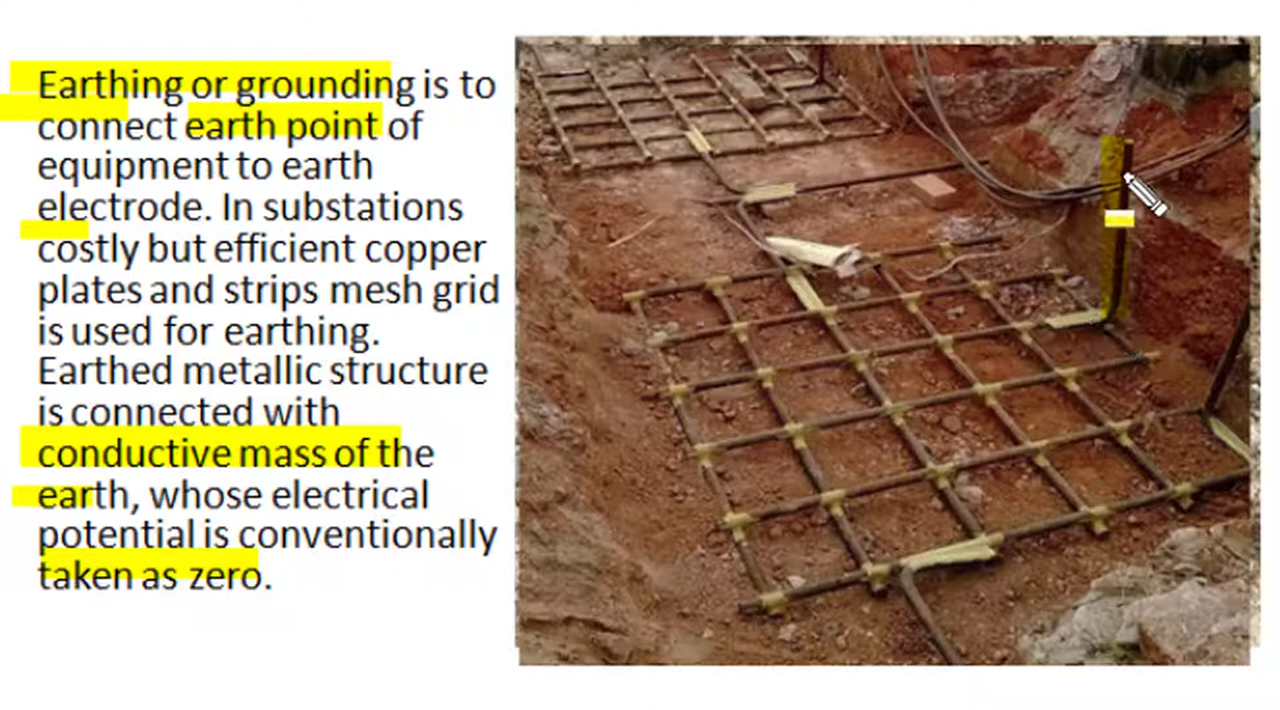 Earthing or grounding is to
connect earth point of
equipment to earth
electrode. In substations
costly but efficient copper
plates and strips mesh grid
is used for earthing.
Earthed metallic structure
is connected with
conductive mass of the
earth, whose electrical
potential is conventionally
taken as zero.